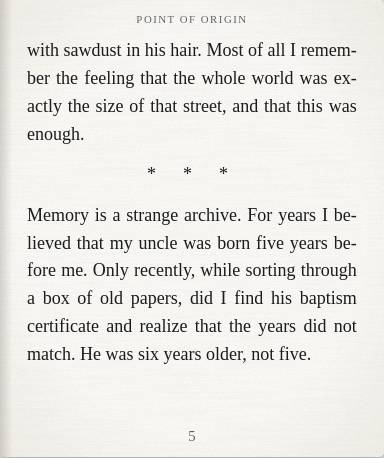 POINT OF ORIGIN
with sawdust in his hair. Most of all I remem-
ber the feeling that the whole world was ex-
actly the size of that street, and that this was
enough.
* * *
Memory is a strange archive. For years I be-
lieved that my uncle was born five years be-
fore me. Only recently, while sorting through
a box of old papers, did I find his baptism
certificate and realize that the years did not
match. He was six years older, not five.
5